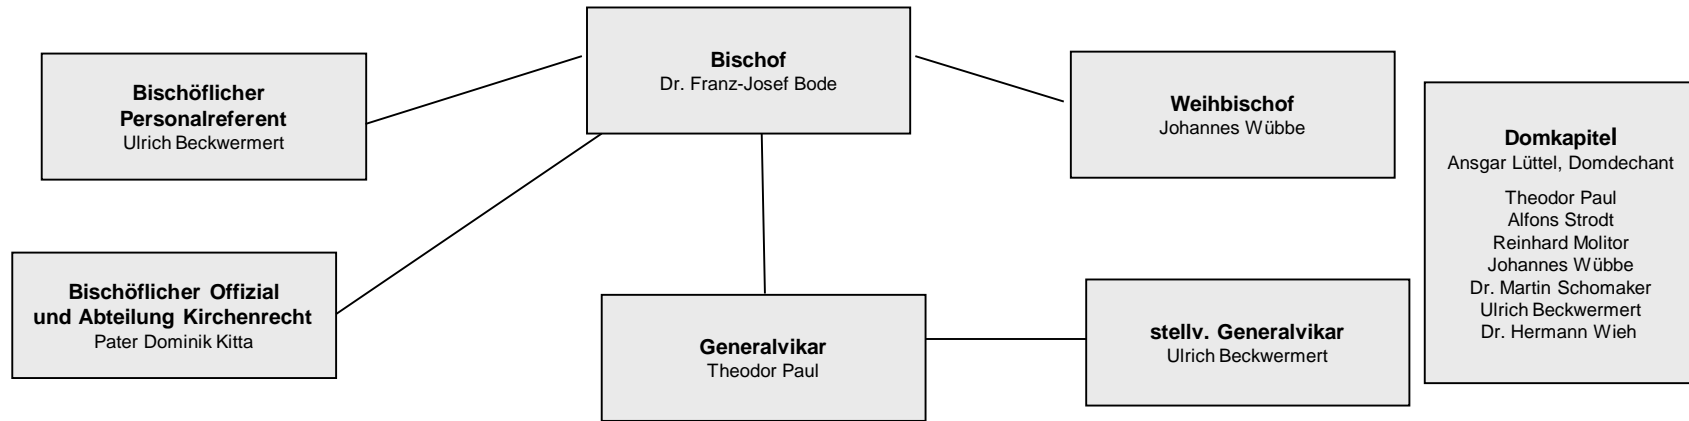 Bischof
Dr. Franz-Josef Bode
Bischöflicher
Personalreferent
Ulrich Beckwermert
Weihbischof
Johannes Wübbe
Domkapitel
Ansgar Lüttel, Domdechant
Theodor Paul
Alfons Strodt
Reinhard Molitor
Johannes Wübbe
Dr. Martin Schomaker
Ulrich Beckwermert
Dr. Hermann Wieh
Bischöflicher Offizial
und Abteilung Kirchenrecht
Pater Dominik Kitta
Generalvikar
Theodor Paul
stellv. Generalvikar
Ulrich Beckwermert